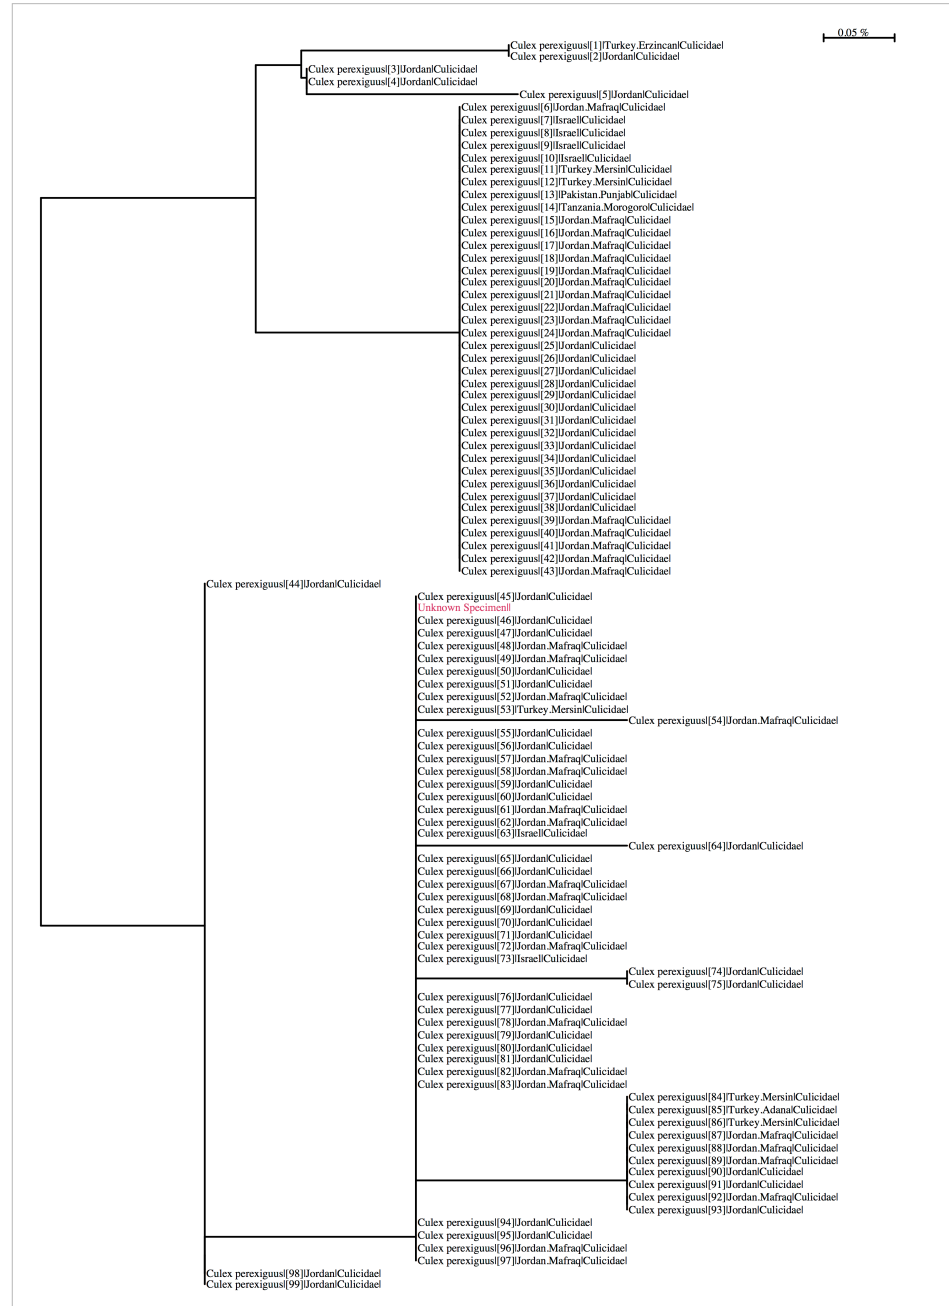 0.05 %
Culex perexiguus|[1]|Turkey.Erzincan|Culicidae|
Culex perexiguus|[2]|Jordan|Culicidae|
Culex perexiguus|[3]|Jordan|Culicidae|
Culex perexiguus|[4]|Jordan|Culicidae|
Culex perexiguus|[5]|Jordan|Culicidae|
Culex perexiguus|[6]|Jordan.Mafraq|Culicidae|
Culex perexiguus|[7]|Israel|Culicidae|
Culex perexiguus|[8]|Israel|Culicidae|
Culex perexiguus|[9]|Israel|Culicidae|
Culex perexiguus|[10]|Israel|Culicidae|
Culex perexiguus|[11]|Turkey.Mersin|Culicidae|
Culex perexiguus|[12]|Turkey.Mersin|Culicidae|
Culex perexiguus|[13]|Pakistan.Punjab|Culicidae|
Culex perexiguus|[14]|Tanzania.Morogoro|Culicidae|
Culex perexiguus|[15]|Jordan.Mafraq|Culicidae|
Culex perexiguus|[16]|Jordan.Mafraq|Culicidae|
Culex perexiguus|[17]|Jordan.Mafraq|Culicidae|
Culex perexiguus|[18]|Jordan.Mafraq|Culicidae|
Culex perexiguus|[19]|Jordan.Mafraq|Culicidae|
Culex perexiguus|[20]|Jordan.Mafraq|Culicidae|
Culex perexiguus|[21]|Jordan.Mafraq|Culicidae|
Culex perexiguus|[22]|Jordan.Mafraq|Culicidae|
Culex perexiguus|[23]|Jordan.Mafraq|Culicidae|
Culex perexiguus|[24]|Jordan.Mafraq|Culicidae|
Culex perexiguus|[25]|Jordan|Culicidae|
Culex perexiguus|[26]|Jordan|Culicidae|
Culex perexiguus|[27]|Jordan|Culicidae|
Culex perexiguus|[28]|Jordan|Culicidae|
Culex perexiguus|[29]|Jordan|Culicidae|
Culex perexiguus|[30]|Jordan|Culicidae|
Culex perexiguus|[31]|Jordan|Culicidae|
Culex perexiguus|[32]|Jordan|Culicidae|
Culex perexiguus|[33]|Jordan|Culicidae|
Culex perexiguus|[34]|Jordan|Culicidae|
Culex perexiguus|[35]|Jordan|Culicidae|
Culex perexiguus|[36]|Jordan|Culicidae|
Culex perexiguus|[37]|Jordan|Culicidae|
Culex perexiguus|[38]|Jordan|Culicidae|
Culex perexiguus|[39]|Jordan.Mafraq|Culicidae|
Culex perexiguus|[40]|Jordan.Mafraq|Culicidae|
Culex perexiguus|[41]|Jordan.Mafraq|Culicidae|
Culex perexiguus|[42]|Jordan.Mafraq|Culicidae|
Culex perexiguus|[43]|Jordan.Mafraq|Culicidae|
Culex perexiguus|[44]|Jordan|Culicidae|
Culex perexiguus|[45]|Jordan|Culicidae|
Unknown Specimen||
Culex perexiguus|[46]|Jordan|Culicidae|
Culex perexiguus|[47]|Jordan|Culicidae|
Culex perexiguus|[48]|Jordan.Mafraq|Culicidae|
Culex perexiguus|[49]|Jordan.Mafraq|Culicidae|
Culex perexiguus|[50]|Jordan|Culicidae|
Culex perexiguus|[51]|Jordan|Culicidae|
Culex perexiguus|[52]|Jordan.Mafraq|Culicidae|
Culex perexiguus|[53]|Turkey.Mersin|Culicidae|
Culex perexiguus|[54]|Jordan.Mafraq|Culicidae|
Culex perexiguus|[55]|Jordan|Culicidae|
Culex perexiguus|[56]|Jordan|Culicidae|
Culex perexiguus|[57]|Jordan.Mafraq|Culicidae|
Culex perexiguus|[58]|Jordan.Mafraq|Culicidae|
Culex perexiguus|[59]|Jordan|Culicidae|
Culex perexiguus|[60]|Jordan|Culicidae|
Culex perexiguus|[61]|Jordan.Mafraq|Culicidae|
Culex perexiguus|[62]|Jordan.Mafraq|Culicidae|
Culex perexiguus|[63]|Israel|Culicidae|
Culex perexiguus|[64]|Jordan|Culicidae|
Culex perexiguus|[65]|Jordan|Culicidae|
Culex perexiguus|[66]|Jordan|Culicidae|
Culex perexiguus|[67]|Jordan.Mafraq|Culicidae|
Culex perexiguus|[68]|Jordan.Mafraq|Culicidae|
Culex perexiguus|[69]|Jordan|Culicidae|
Culex perexiguus|[70]|Jordan|Culicidae|
Culex perexiguus|[71]|Jordan|Culicidae|
Culex perexiguus|[72]|Jordan.Mafraq|Culicidae|
Culex perexiguus|[73]|Israel|Culicidae|
Culex perexiguus|[74]|Jordan|Culicidae|
Culex perexiguus|[75]|Jordan|Culicidae|
Culex perexiguus|[76]|Jordan|Culicidae|
Culex perexiguus|[77]|Jordan|Culicidae|
Culex perexiguus|[78]|Jordan.Mafraq|Culicidae|
Culex perexiguus|[79]|Jordan|Culicidae|
Culex perexiguus|[80]|Jordan|Culicidae|
Culex perexiguus|[81]|Jordan|Culicidae|
Culex perexiguus|[82]|Jordan.Mafraq|Culicidae|
Culex perexiguus|[83]|Jordan.Mafraq|Culicidae|
Culex perexiguus|[84]|Turkey.Mersin|Culicidae|
Culex perexiguus|[85]|Turkey.Adana|Culicidae|
Culex perexiguus|[86]|Turkey.Mersin|Culicidae|
Culex perexiguus|[87]|Jordan.Mafraq|Culicidae|
Culex perexiguus|[88]|Jordan.Mafraq|Culicidae|
Culex perexiguus|[89]|Jordan.Mafraq|Culicidae|
Culex perexiguus|[90]|Jordan|Culicidae|
Culex perexiguus|[91]|Jordan|Culicidae|
Culex perexiguus|[92]|Jordan.Mafraq|Culicidae|
Culex perexiguus|[93]|Jordan|Culicidae|
Culex perexiguus|[94]|Jordan|Culicidae|
Culex perexiguus|[95]|Jordan|Culicidae|
Culex perexiguus|[96]|Jordan.Mafraq|Culicidae|
Culex perexiguus|[97]|Jordan.Mafraq|Culicidae|
Culex perexiguus|[98]|Jordan|Culicidae|
Culex perexiguus|[99]|Jordan|Culicidae|